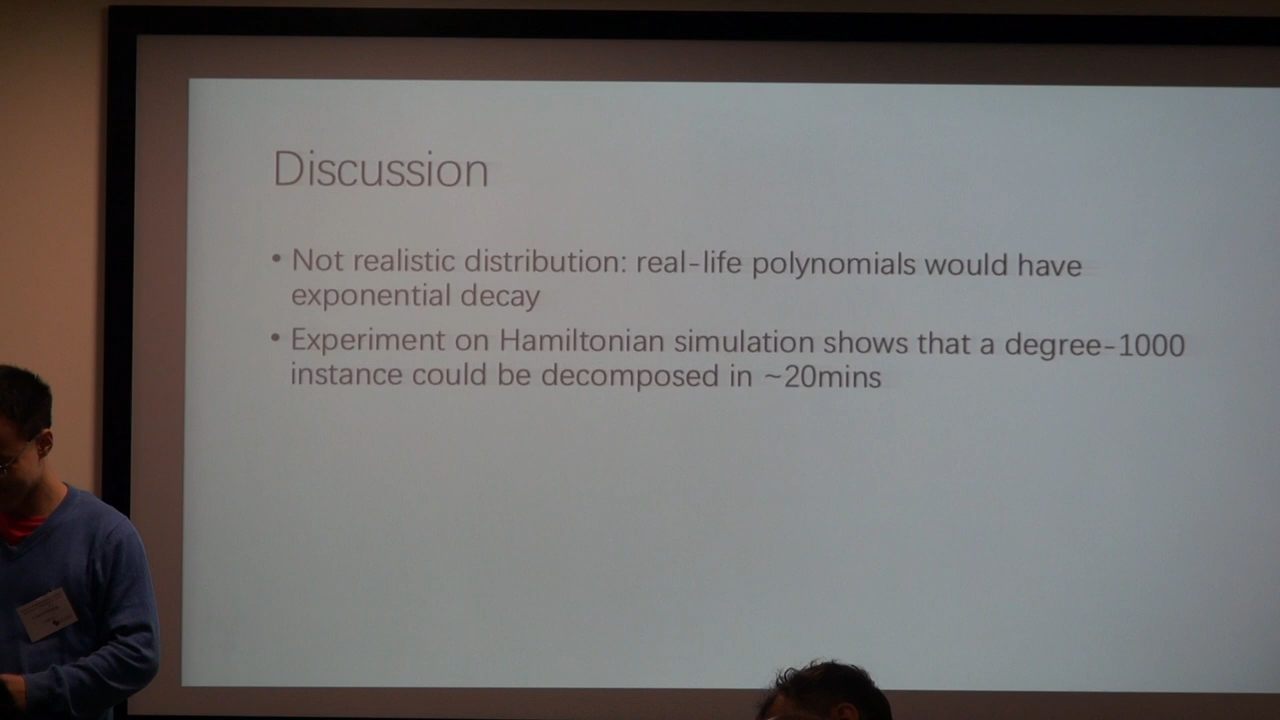 Discussion
• Not realistic distribution: real-life polynomials would have
exponential decay
• Experiment on Hamiltonian simulation shows that a degree-1000
instance could be decomposed in ~20mins